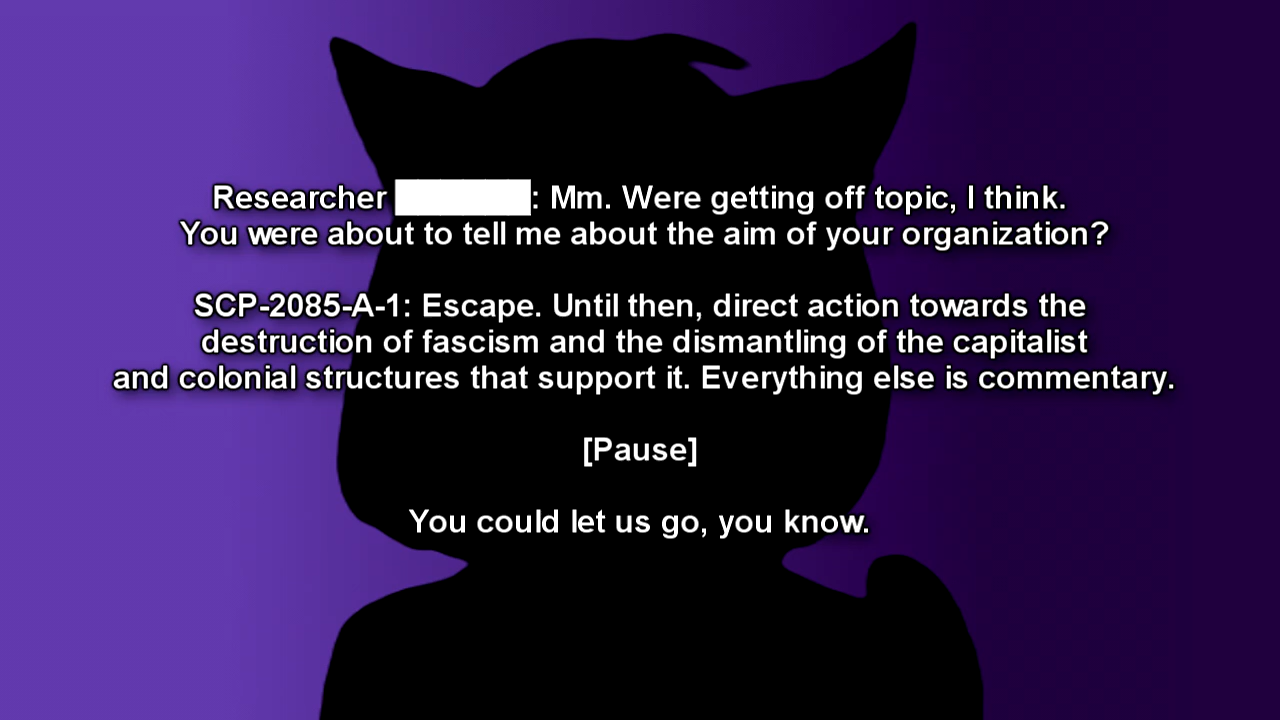 Researcher ███████: Mm. Were getting off topic, I think.
You were about to tell me about the aim of your organization?
SCP-2085-A-1: Escape. Until then, direct action towards the
destruction of fascism and the dismantling of the capitalist
and colonial structures that support it. Everything else is commentary.
[Pause]
You could let us go, you know.